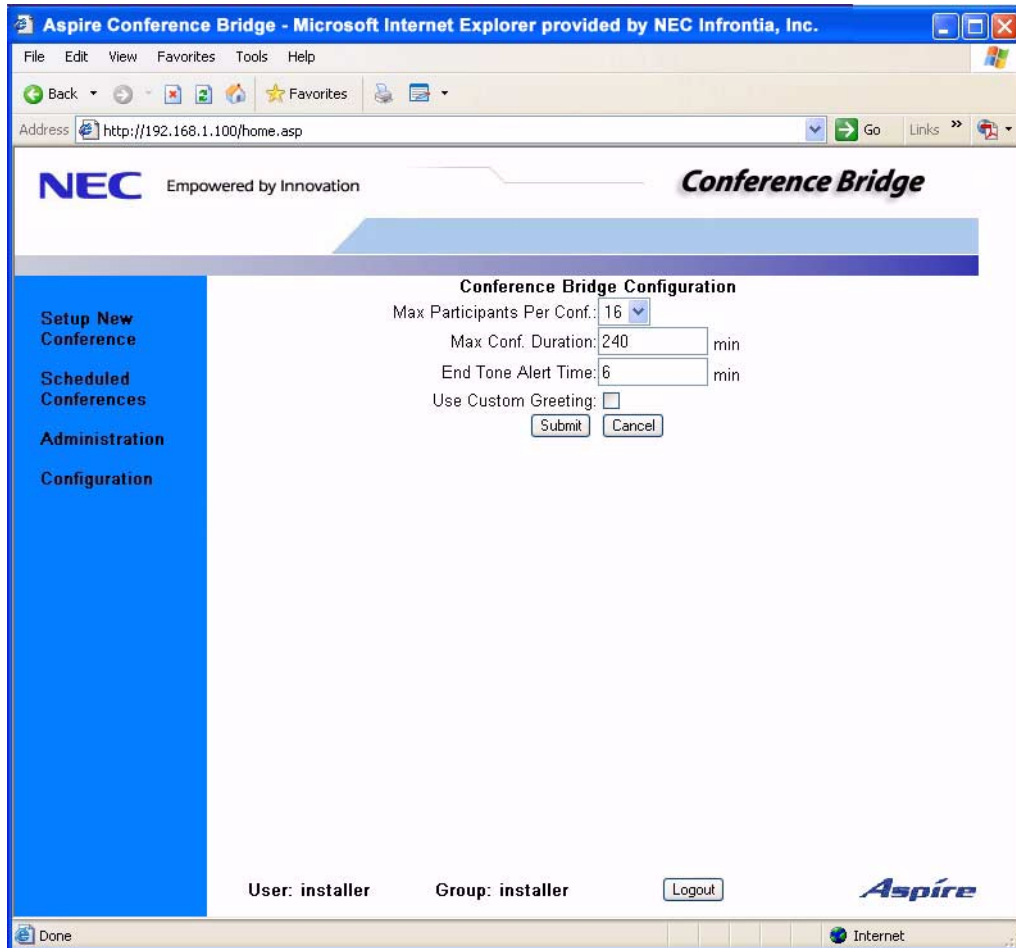 Aspire Conference Bridge - Microsoft Internet Explorer provided by NEC Infrontia, Inc.
File Edit View Favorites Tools Help
Back Favorites
Address http://192.168.1.100/home.asp Go Links »
NEC Empowered by Innovation Conference Bridge
Conference Bridge Configuration
Max Participants Per Conf.: 16
Max Conf. Duration: 240 min
End Tone Alert Time: 6 min
Use Custom Greeting:
Submit Cancel
Setup New
Conference
Scheduled
Conferences
Administration
Configuration
User: installer Group: installer Logout Aspire
Done Internet